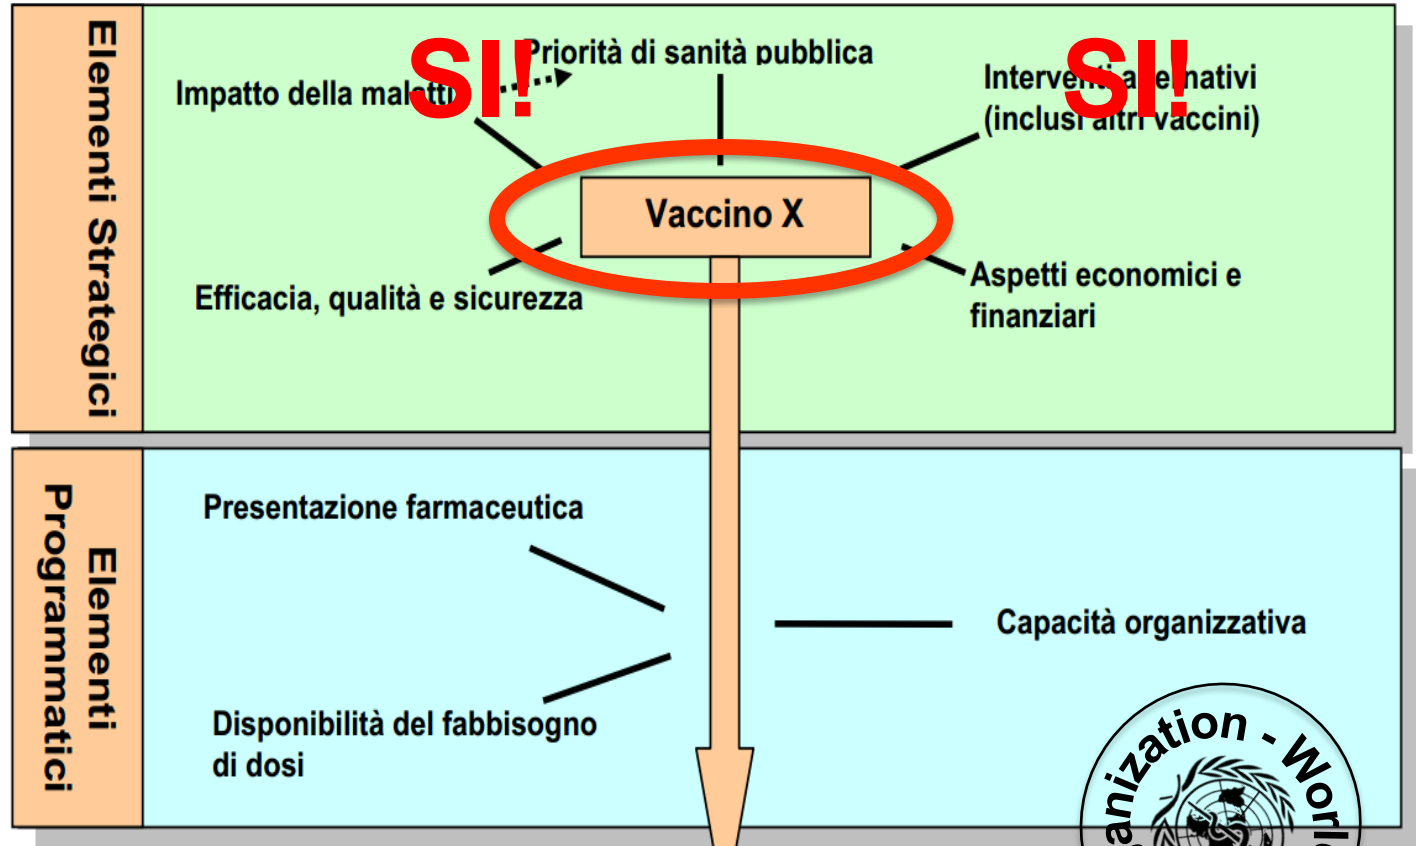 Elementi Strategici
SI!
Priorità di sanità pubblica
SI!
Impatto della malatti
Interventi alternativi
(inclusi altri vaccini)
Vaccino X
Efficacia, qualità e sicurezza
Aspetti economici e
finanziari
Elementi
Programmatici
Presentazione farmaceutica
Capacità organizzativa
Disponibilità del fabbisogno
di dosi
anization - Worl